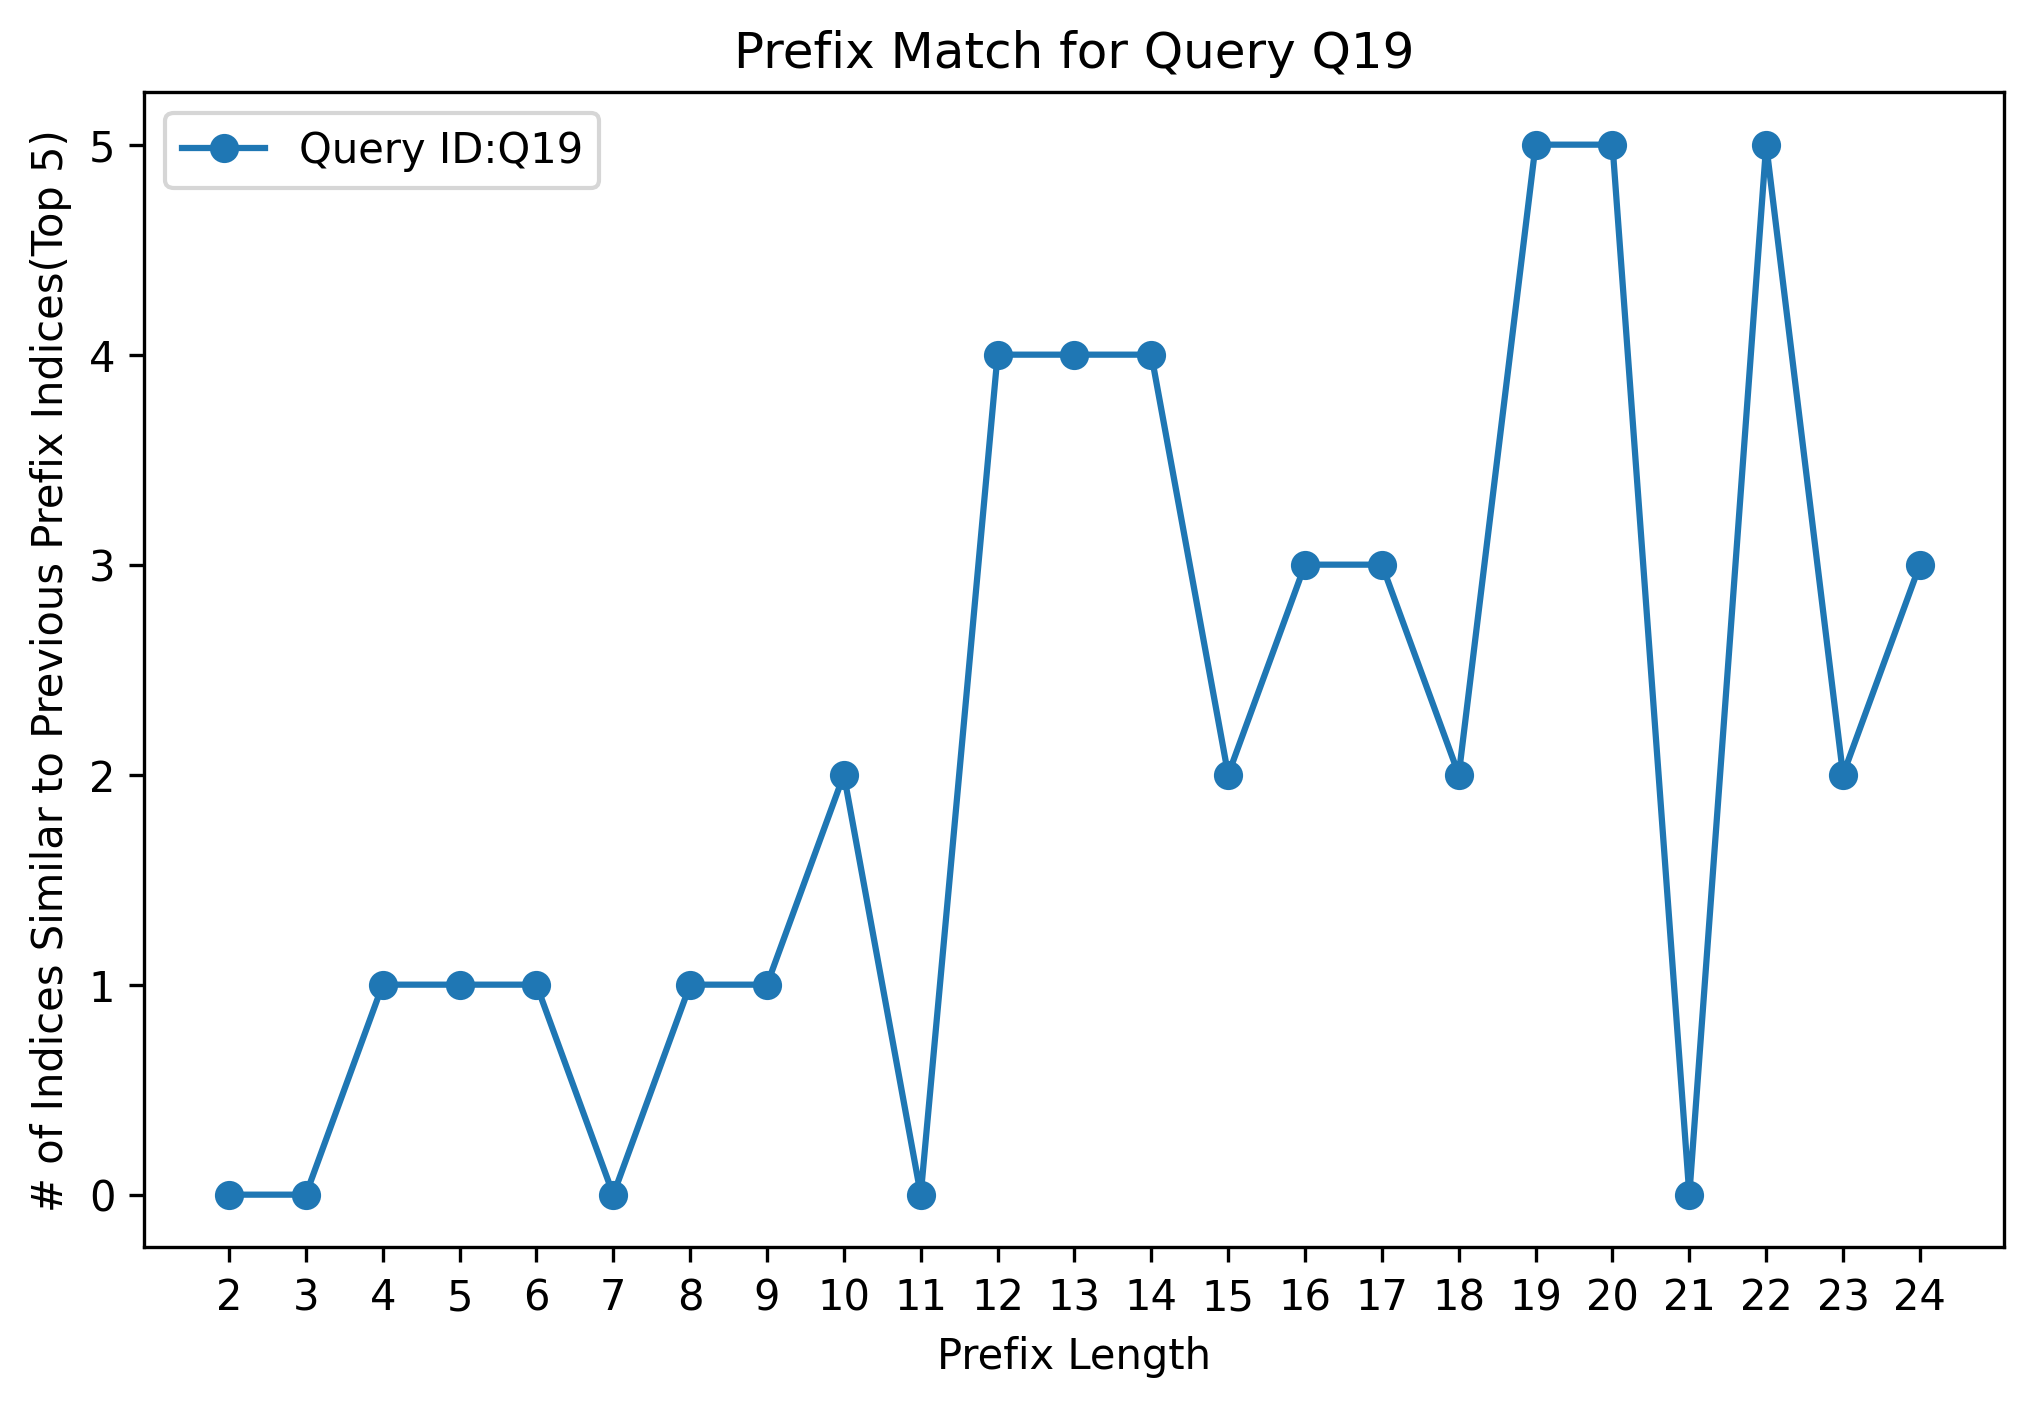 Prefix Match for Query Q19
Query ID:Q19
# of Indices Similar to Previous Prefix Indices(Top 5)
5
4
3
2
1
0
2 3 4 5 6 7 8 9 10 11 12 13 14 15 16 17 18 19 20 21 22 23 24
Prefix Length